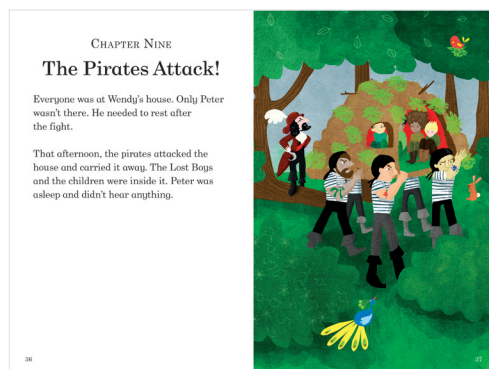 CHAPTER NINE
The Pirates Attack!
Everyone was at Wendy's house. Only Peter
wasn't there. He needed to rest after
the fight.
That afternoon, the pirates attacked the
house and carried it away. The Lost Boys
and the children were inside it. Peter was
asleep and didn't hear anything.
36
37